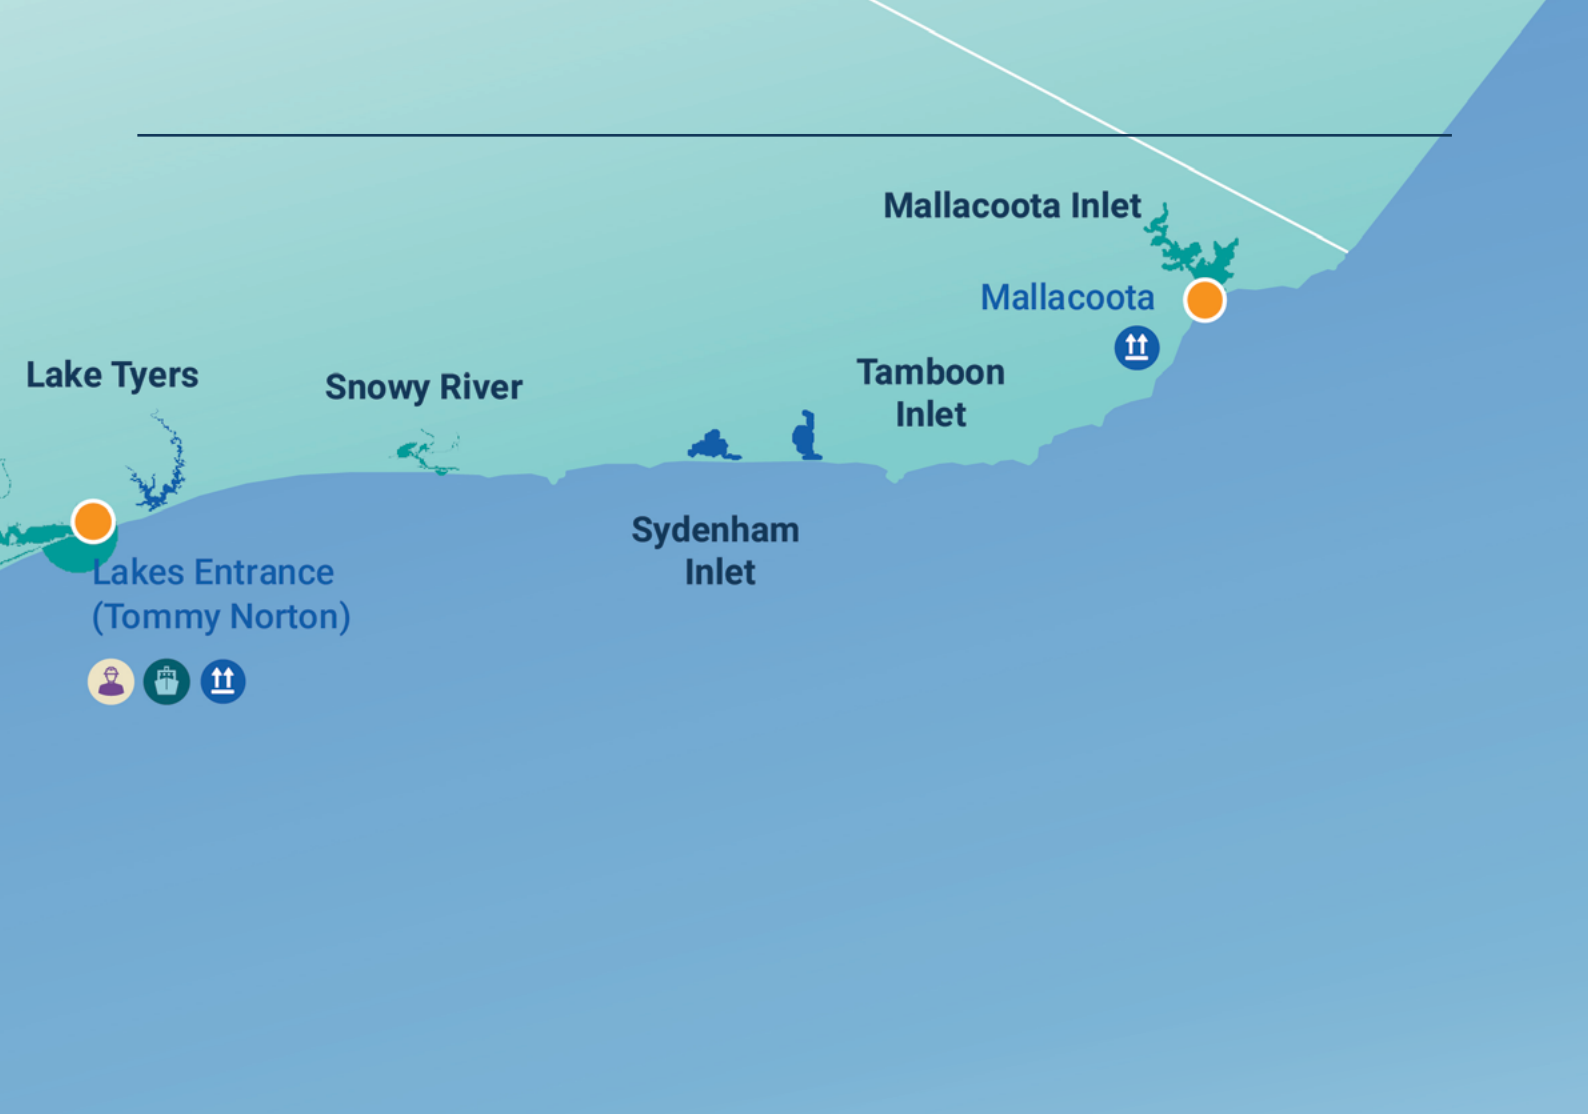 Mallacoota Inlet
Mallacoota
Lake Tyers
Snowy River
Tamboon
Inlet
Sydenham
Inlet
Lakes Entrance
(Tommy Norton)